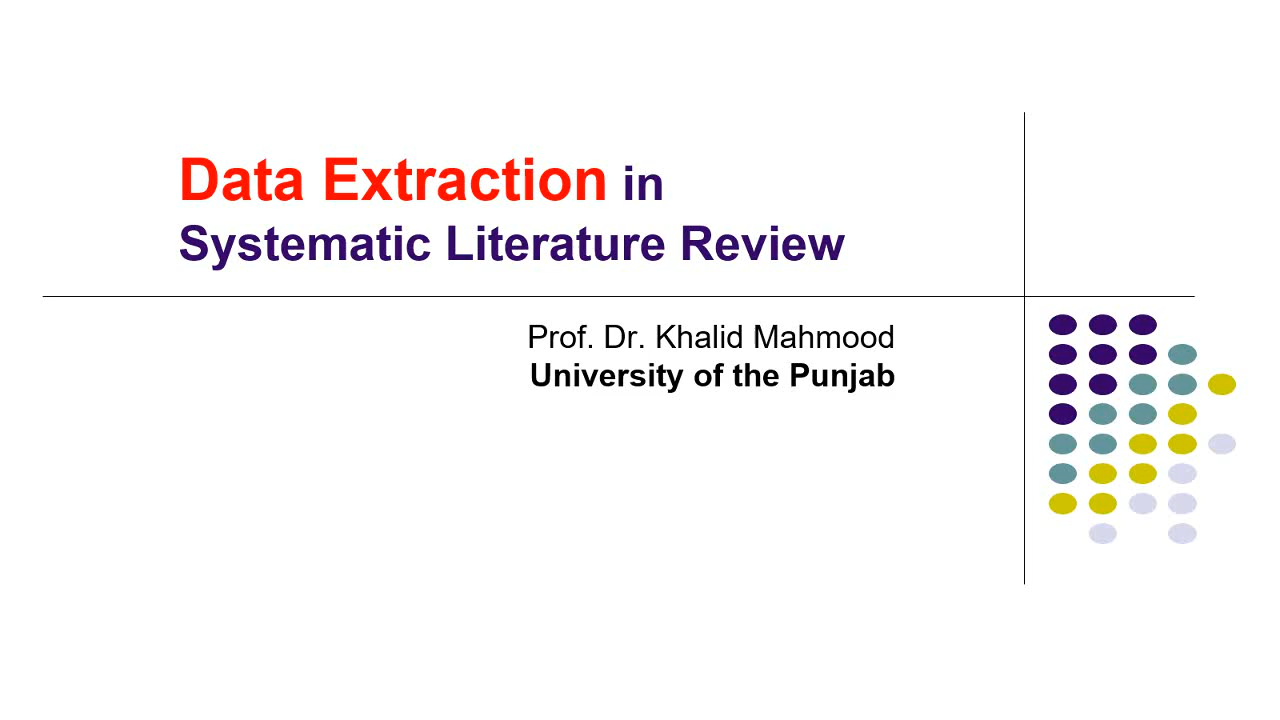 Data Extraction in
Systematic Literature Review
Prof. Dr. Khalid Mahmood
University of the Punjab